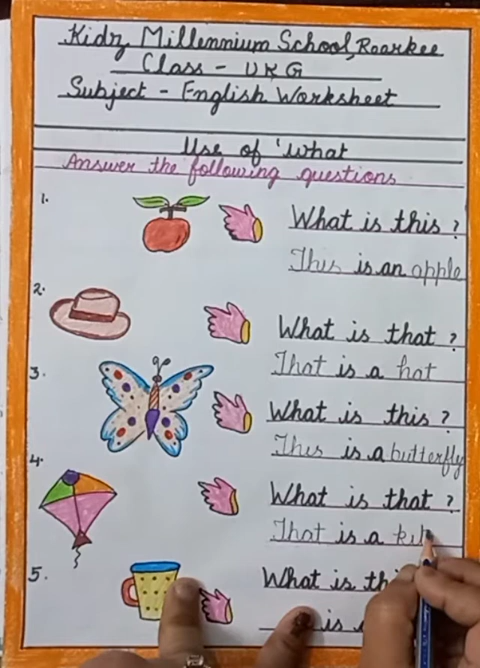 Kidz Millennium School, Roorkee
Class - UKG
Subject - English Worksheet
Use of 'What
Answer the following questions
1.
What is this ?
This is an apple
2.
What is that ?
That is a hat
3.
What is this ?
This is a butterfly
4.
What is that ?
That is a kit
5.
What is
is